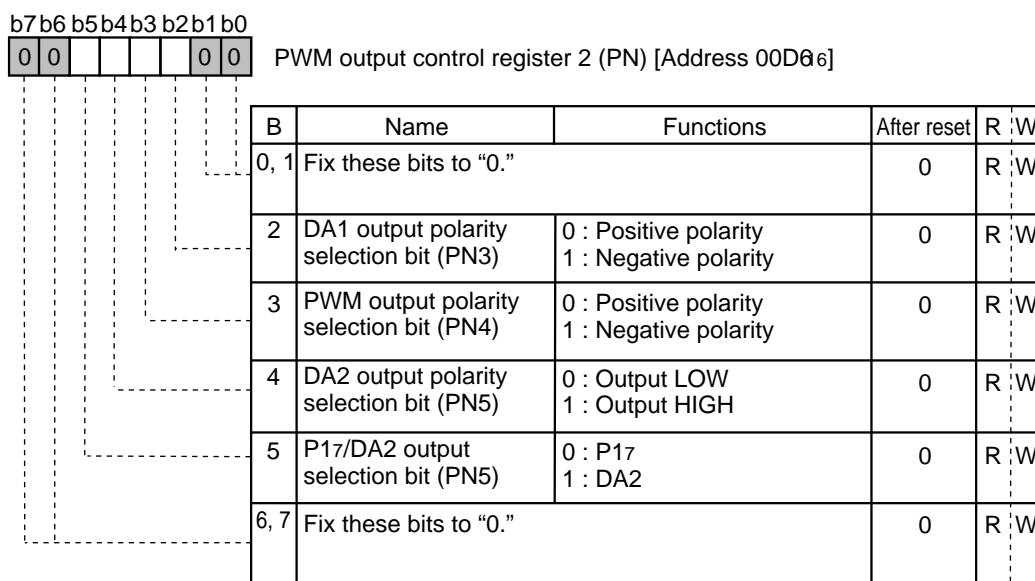 b7 b6 b5 b4 b3 b2 b1 b0
0 0 0 0 PWM output control register 2 (PN) [Address 00D616]
B Name Functions After reset R W
0, 1 Fix these bits to “0.” 0 R W
2 DA1 output polarity 0 : Positive polarity 0 R W
selection bit (PN3) 1 : Negative polarity
3 PWM output polarity 0 : Positive polarity 0 R W
selection bit (PN4) 1 : Negative polarity
4 DA2 output polarity 0 : Output LOW 0 R W
selection bit (PN5) 1 : Output HIGH
5 P17/DA2 output 0 : P17 0 R W
selection bit (PN5) 1 : DA2
6, 7 Fix these bits to “0.” 0 R W